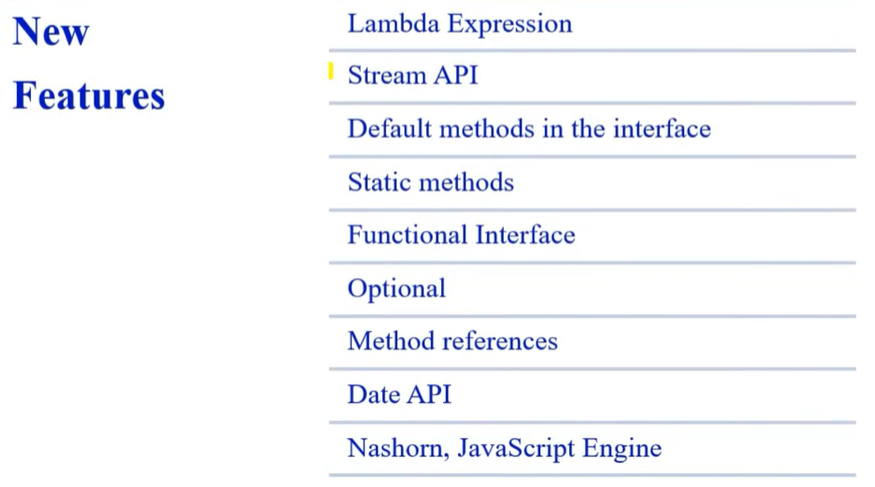 New
Features
Lambda Expression
Stream API
Default methods in the interface
Static methods
Functional Interface
Optional
Method references
Date API
Nashorn, JavaScript Engine